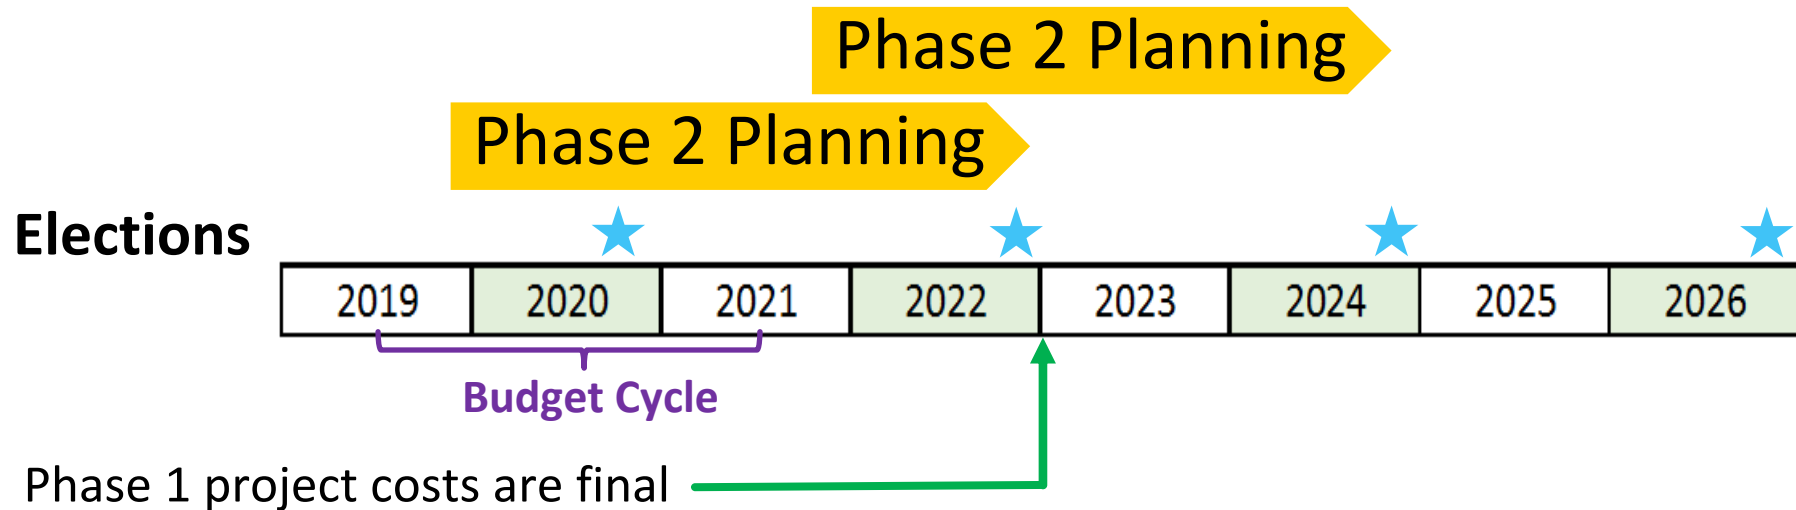 Phase 2 Planning
Phase 2 Planning
Elections
2019 2020 2021 2022 2023 2024 2025 2026
Budget Cycle
Phase 1 project costs are final